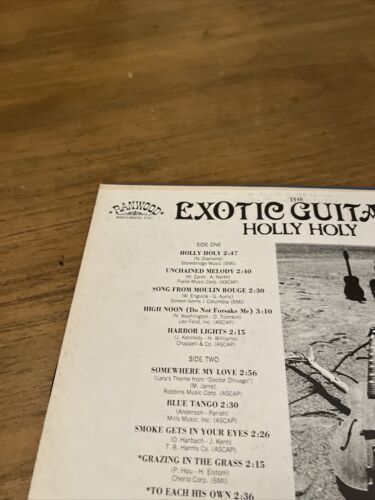 RANWOOD
RECORDS, INC.
THE
EXOTIC GUITA
HOLLY HOLY
SIDE ONE
HOLLY HOLY 2:47
(N. Diamond)
Stonebridge Music (BMI)
UNCHAINED MELODY 2:40
(H. Zaret - A. North)
Frank Music Corp. (ASCAP)
SONG FROM MOULIN ROUGE 2:30
(W. Engvick - G. Auric)
Screen Gems / Columbia (BMI)
HIGH NOON (Do Not Forsake Me) 3:10
(N. Washington - D. Tiomkin)
Leo Feist, Inc. (ASCAP)
HARBOR LIGHTS 2:15
(J. Kennedy - H. Williams)
Chappell & Co. (ASCAP)
SIDE TWO
SOMEWHERE MY LOVE 2:56
(Lara's Theme from "Doctor Zhivago")
(M. Jarre)
Robbins Music Corp. (ASCAP)
BLUE TANGO 2:30
(Anderson - Parish)
Mills Music, Inc. (ASCAP)
SMOKE GETS IN YOUR EYES 2:26
(O. Harbach - J. Kern)
T. B. Harms Co. (ASCAP)
*GRAZING IN THE GRASS 2:15
(P. Hou - H. Elstom)
Cherio Corp. (BMI)
*TO EACH HIS OWN 2:36